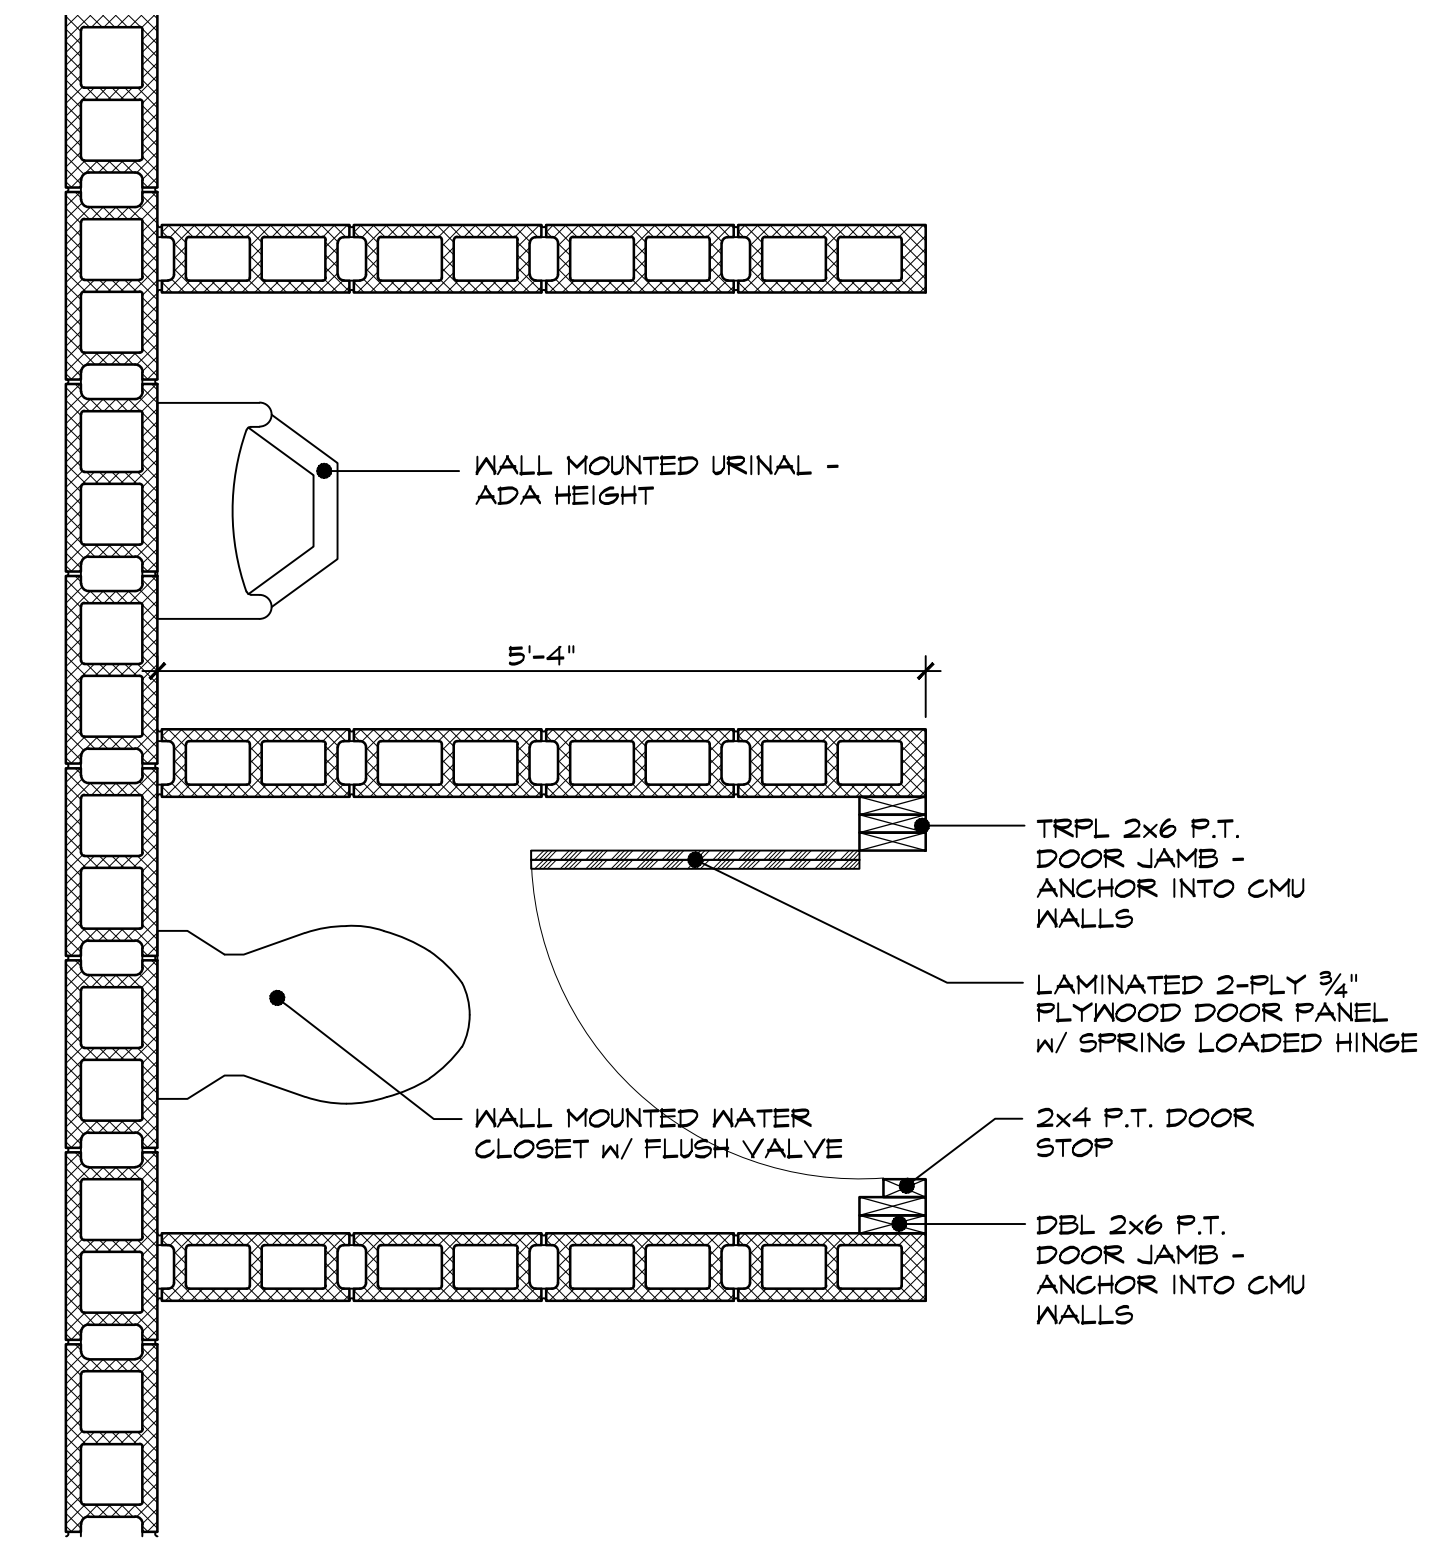 WALL MOUNTED URINAL -
ADA HEIGHT
5'-4"
TRPL 2x6 P.T.
DOOR JAMB -
ANCHOR INTO CMU
WALLS
LAMINATED 2-PLY ¾"
PLYWOOD DOOR PANEL
w/ SPRING LOADED HINGE
WALL MOUNTED WATER
CLOSET w/ FLUSH VALVE
2x4 P.T. DOOR
STOP
DBL 2x6 P.T.
DOOR JAMB -
ANCHOR INTO CMU
WALLS